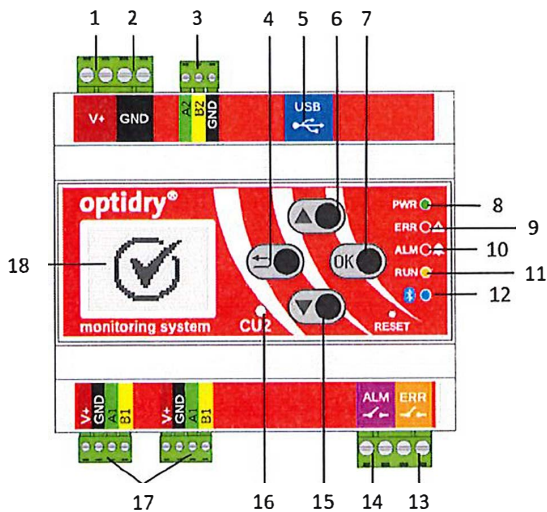 1 2 3 4 5 6 7
V+ GND A2 B2 GND USB
optidry®
PWR 8
ERR 9
ALM 10
RUN 11
12
18
OK
monitoring system CU2 RESET
V+ GND A1 B1 V+ GND A1 B1 ALM ERR
17 16 15 14 13